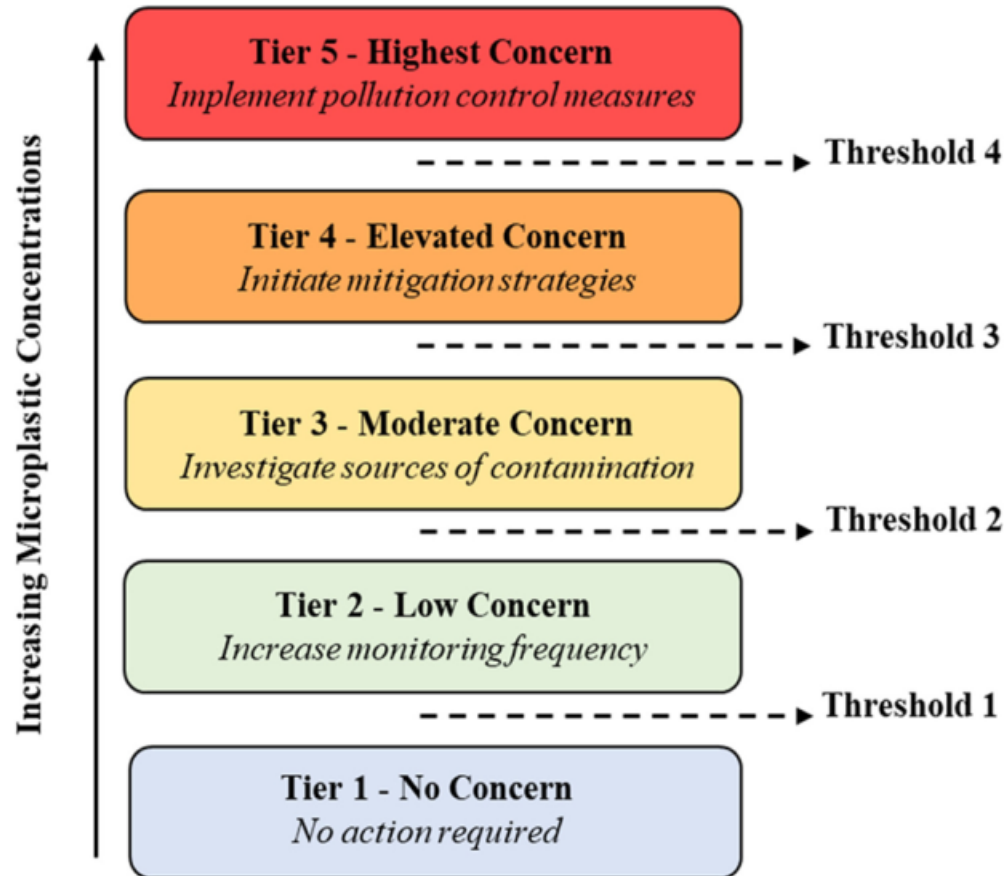 Tier 5 - Highest Concern
Implement pollution control measures
Threshold 4
Tier 4 - Elevated Concern
Initiate mitigation strategies
Threshold 3
Tier 3 - Moderate Concern
Investigate sources of contamination
Threshold 2
Tier 2 - Low Concern
Increase monitoring frequency
Threshold 1
Tier 1 - No Concern
No action required
Increasing Microplastic Concentrations